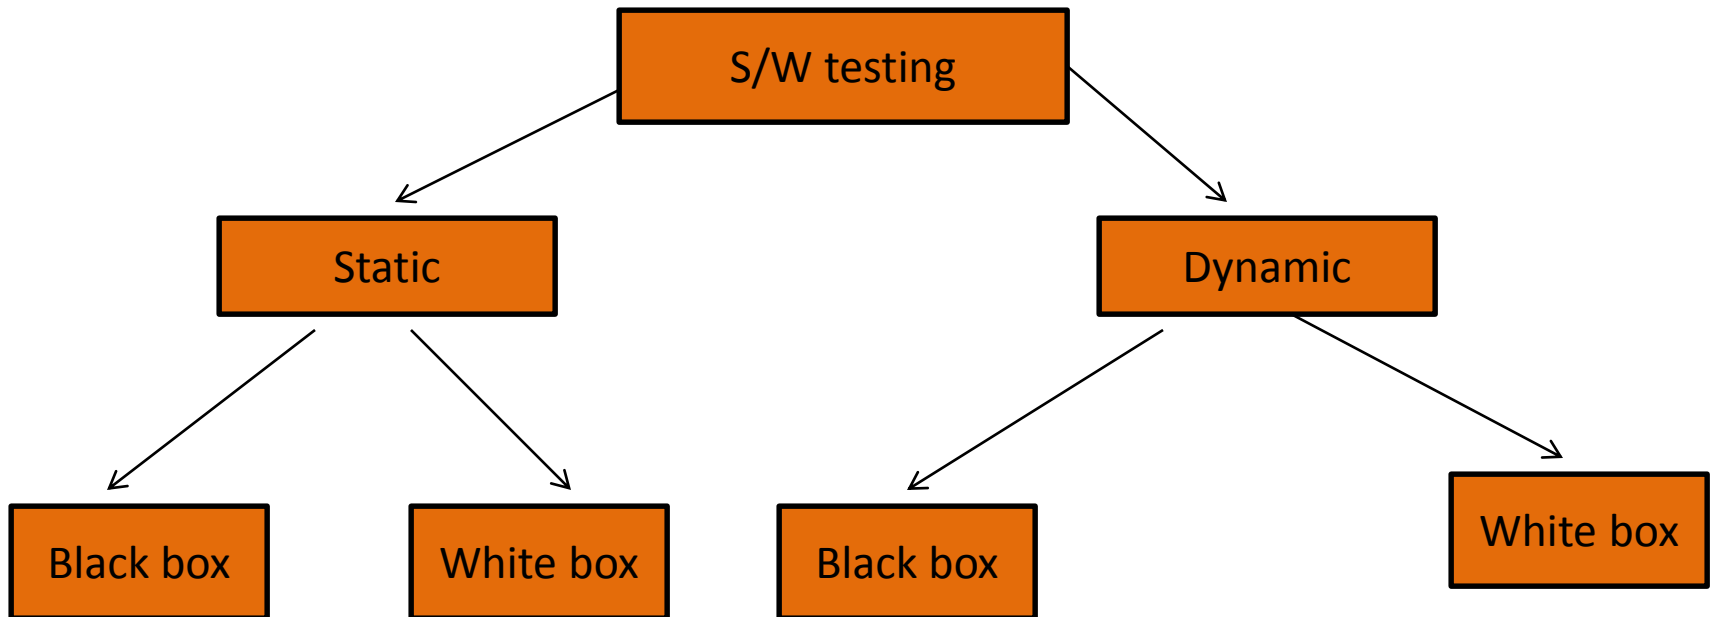 S/W testing
Static
Dynamic
Black box
White box
Black box
White box